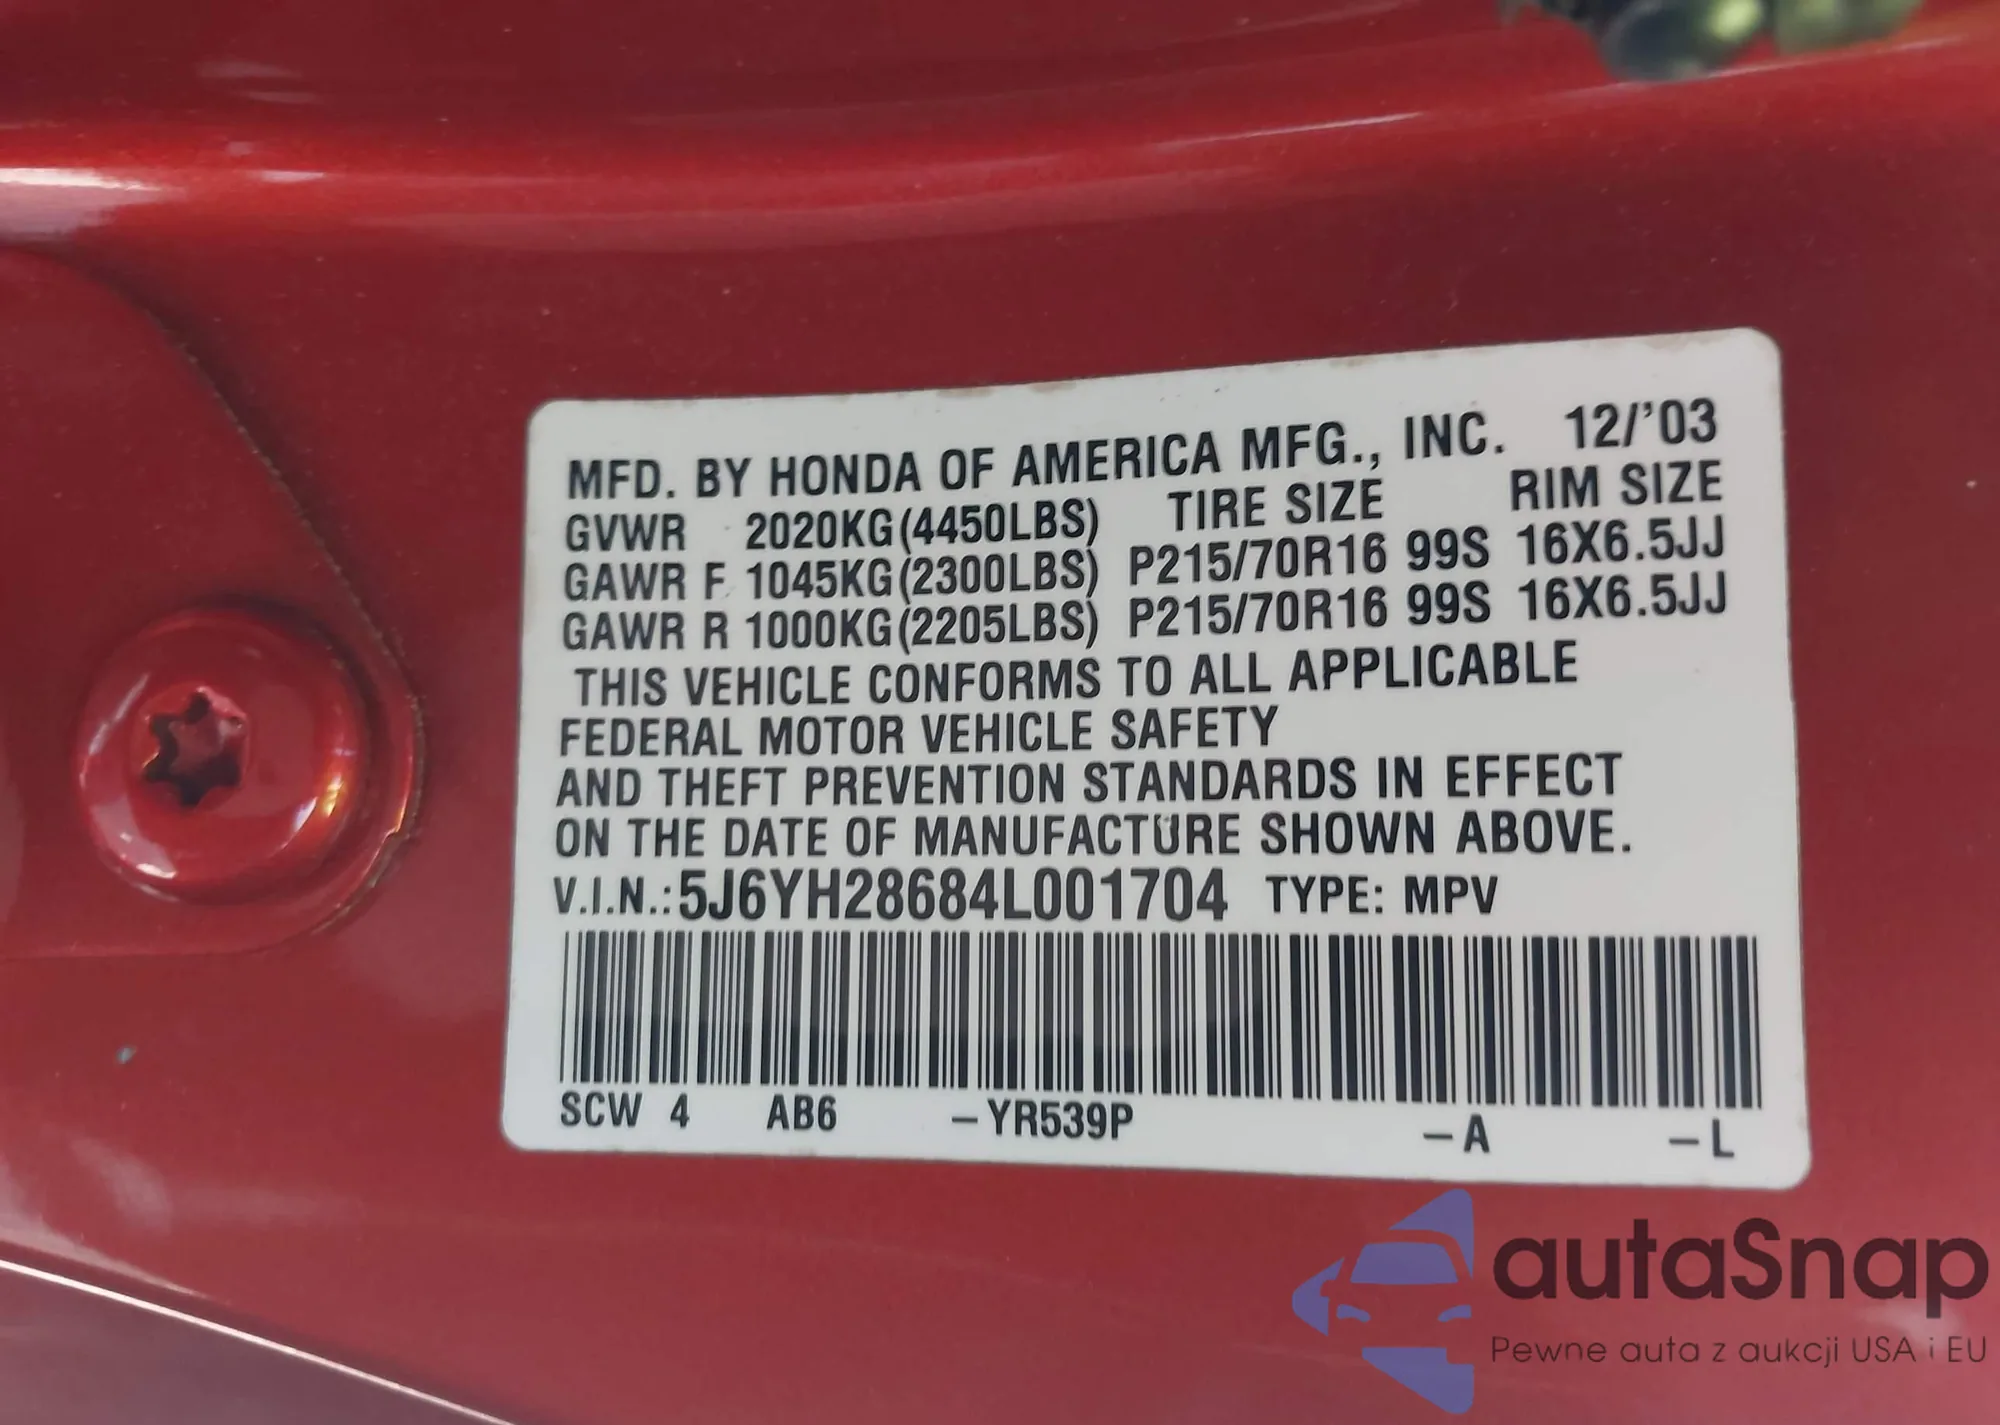 MFD. BY HONDA OF AMERICA MFG., INC. 12/'03
GVWR 2020KG(4450LBS) TIRE SIZE RIM SIZE
GAWR F 1045KG(2300LBS) P215/70R16 99S 16X6.5JJ
GAWR R 1000KG(2205LBS) P215/70R16 99S 16X6.5JJ
THIS VEHICLE CONFORMS TO ALL APPLICABLE
FEDERAL MOTOR VEHICLE SAFETY
AND THEFT PREVENTION STANDARDS IN EFFECT
ON THE DATE OF MANUFACTURE SHOWN ABOVE.
V.I.N.: 5J6YH28684L001704 TYPE: MPV
SCW 4 AB6 –YR539P –A –L
autaSnap
Pewne auta z aukcji USA i EU